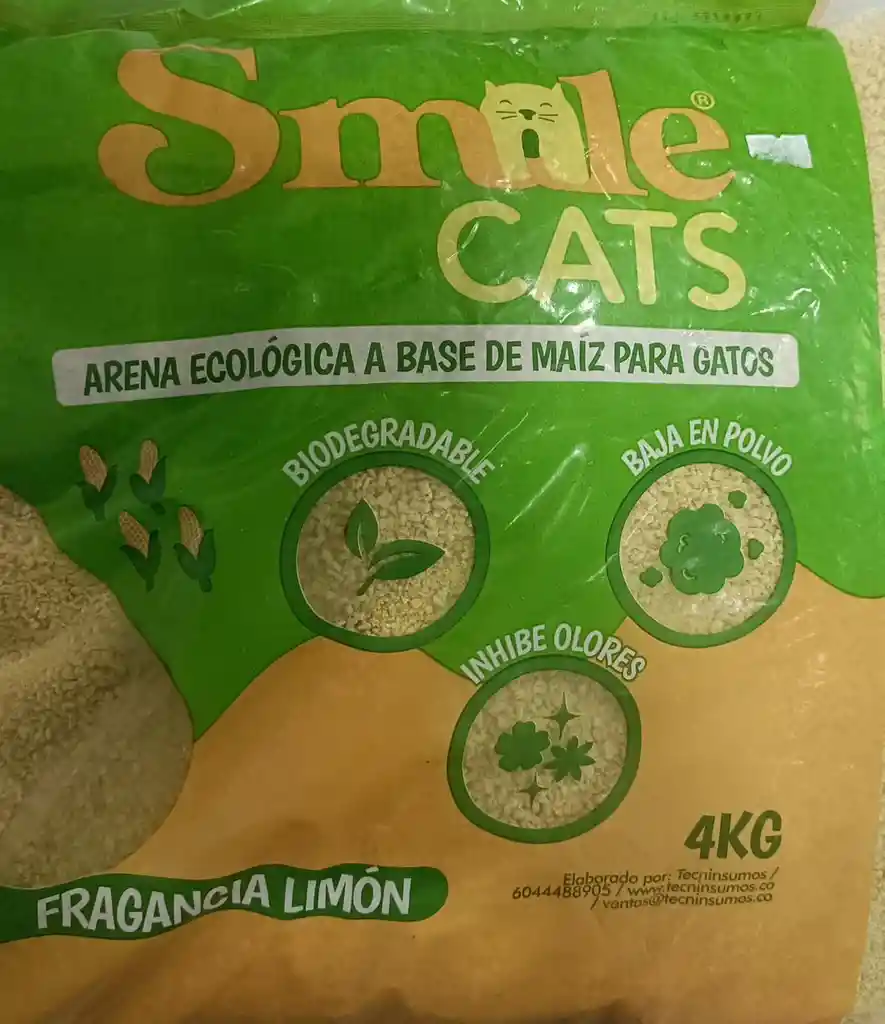 Smile®
CATS
ARENA ECOLÓGICA A BASE DE MAÍZ PARA GATOS
BIODEGRADABLE
BAJA EN POLVO
INHIBE OLORES
4KG
Elaborado por: Tecninsumos /
6044488905 / www.tecninsumos.co
/ ventas@tecninsumos.co
FRAGANCIA LIMÓN